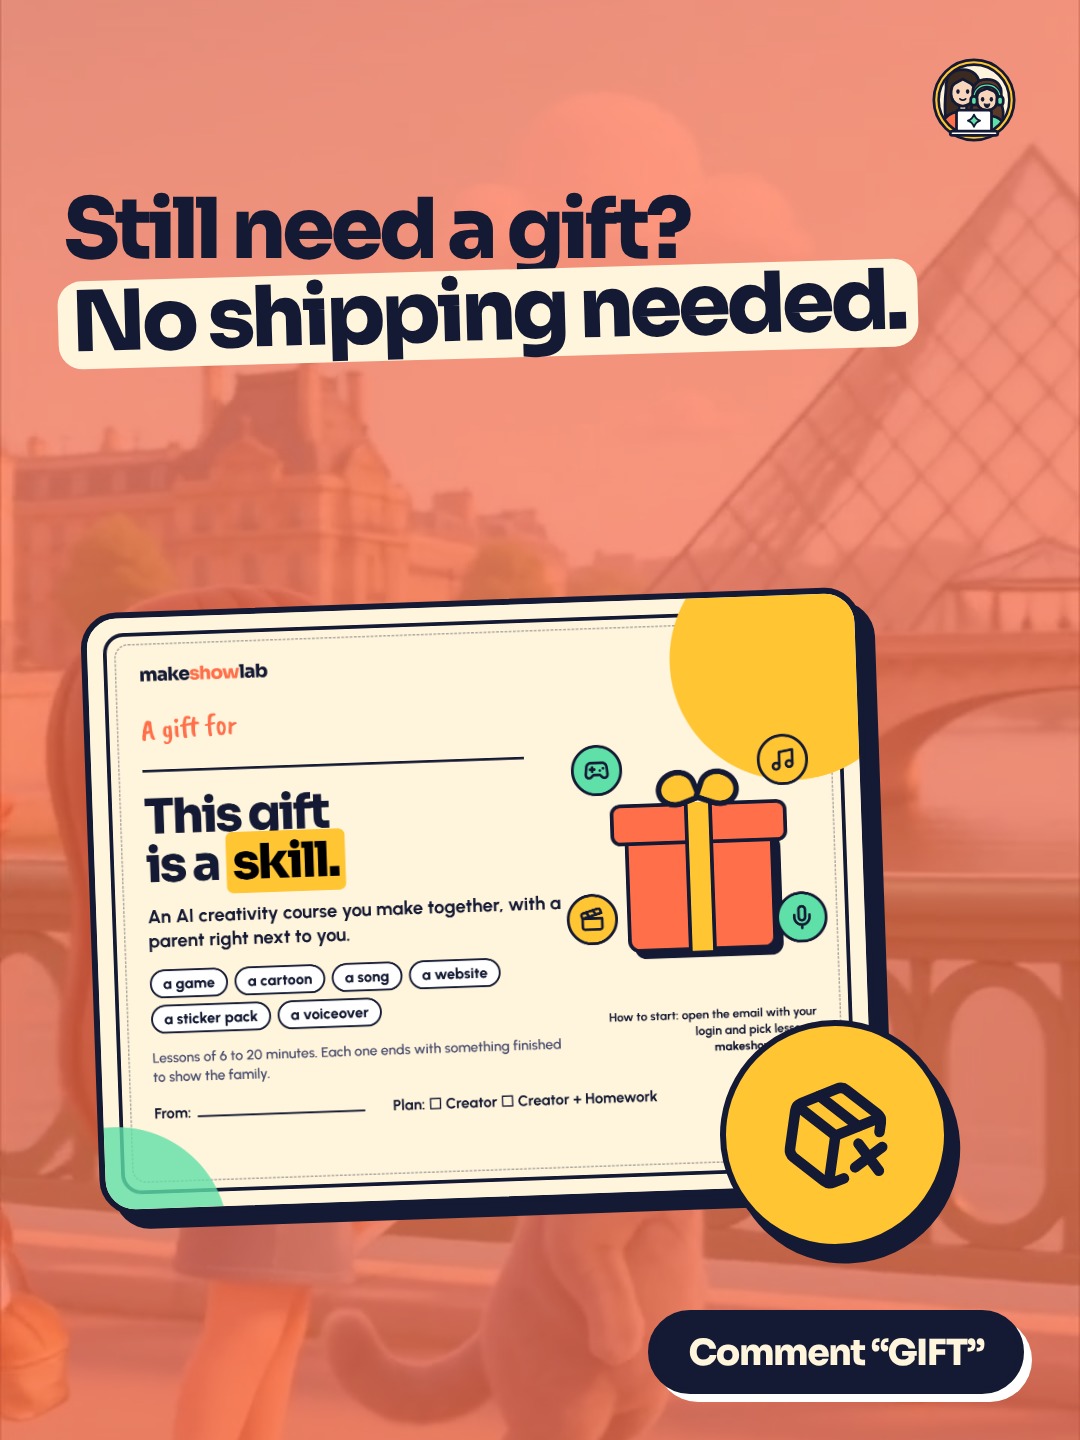 Still need a gift?
No shipping needed.
makeshowlab
A gift for
This gift
is a skill.
An AI creativity course you make together, with a
parent right next to you.
a game
a cartoon
a song
a website
a sticker pack
a voiceover
Lessons of 6 to 20 minutes. Each one ends with something finished
to show the family.
From:
Plan: ☐ Creator ☐ Creator + Homework
How to start: open the email with your
login and pick
Comment “GIFT”